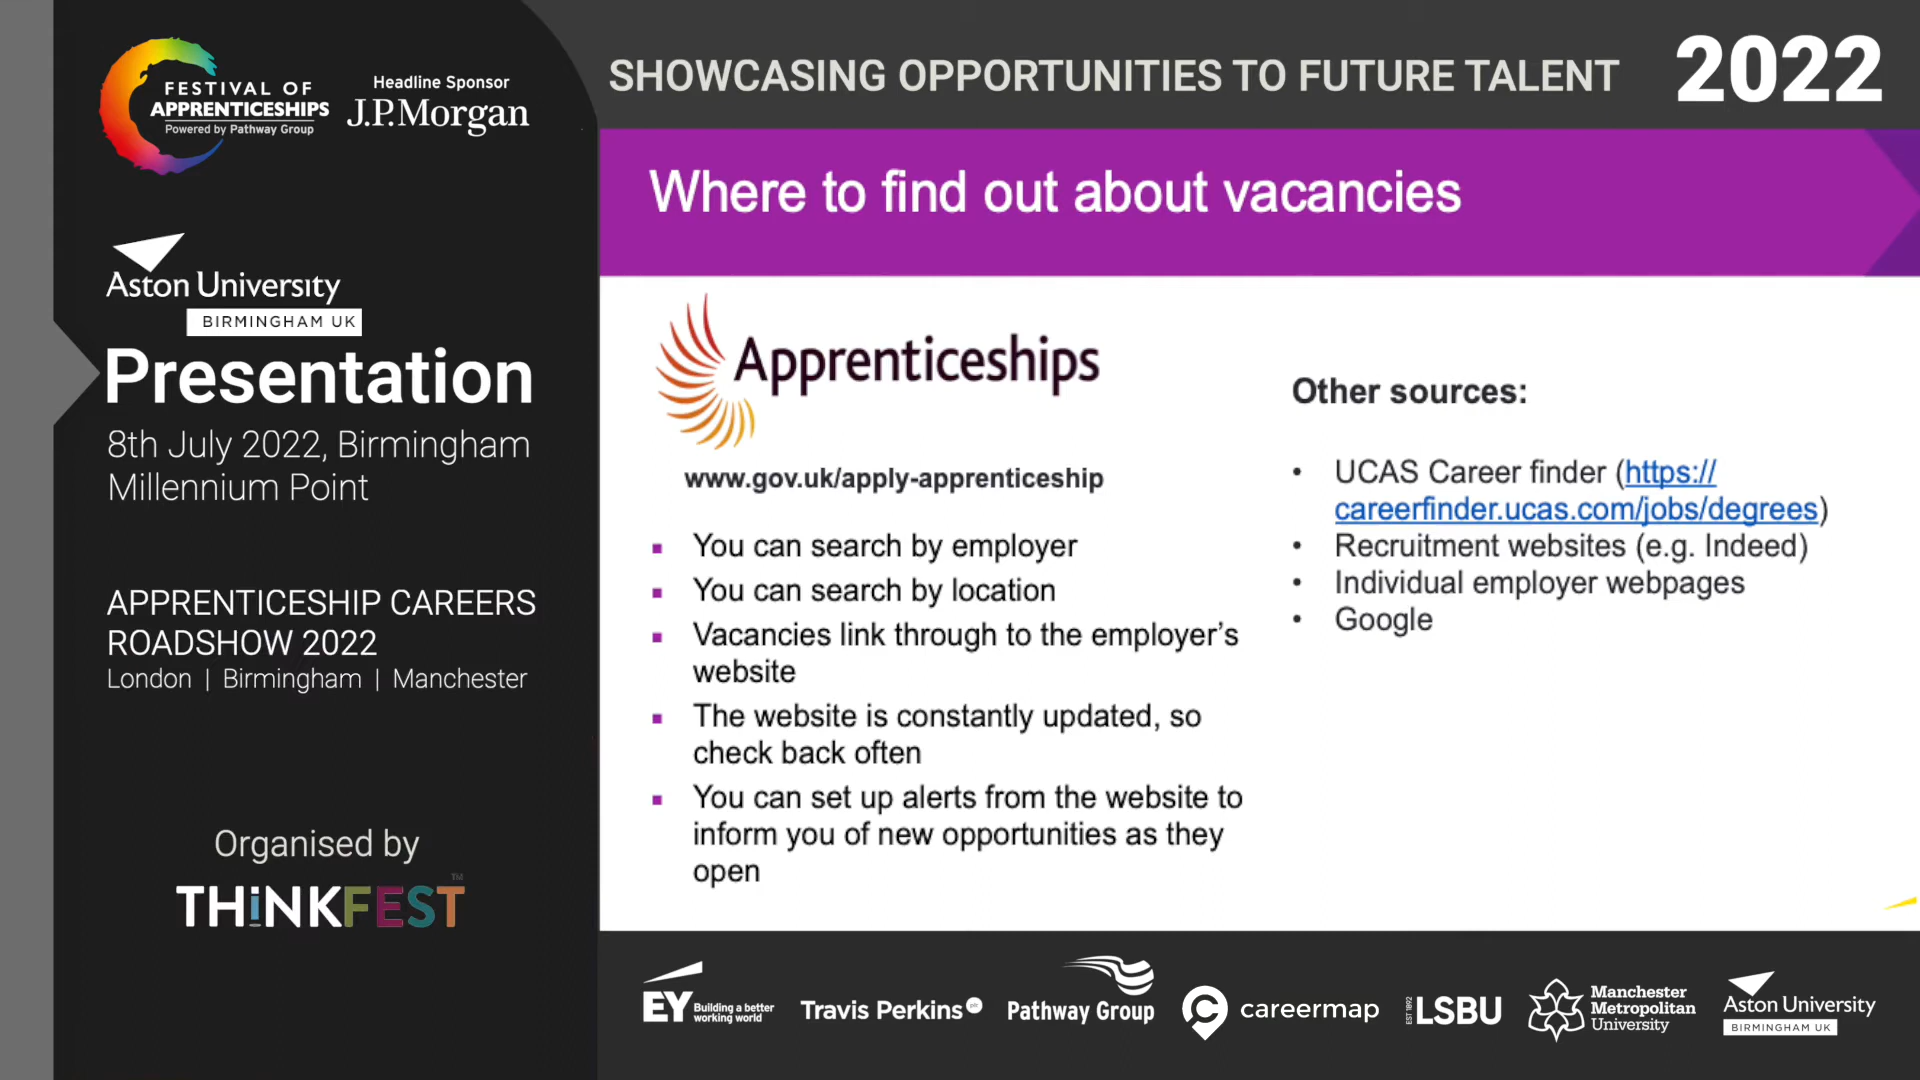 FESTIVAL OF
APPRENTICESHIPS
Powered by Pathway Group
Headline Sponsor
J.P.Morgan
SHOWCASING OPPORTUNITIES TO FUTURE TALENT
2022
Aston University
BIRMINGHAM UK
Presentation
8th July 2022, Birmingham
Millennium Point
APPRENTICESHIP CAREERS
ROADSHOW 2022
London | Birmingham | Manchester
Organised by
THiNKFEST™
Where to find out about vacancies
Apprenticeships
www.gov.uk/apply-apprenticeship
▪ You can search by employer
▪ You can search by location
▪ Vacancies link through to the employer’s
website
▪ The website is constantly updated, so
check back often
▪ You can set up alerts from the website to
inform you of new opportunities as they
open
Other sources:
• UCAS Career finder (https://
careerfinder.ucas.com/jobs/degrees)
• Recruitment websites (e.g. Indeed)
• Individual employer webpages
• Google
EY
Building a better
working world
Travis Perkins plc
Pathway Group
careermap
EST 1892
LSBU
Manchester
Metropolitan
University
Aston University
BIRMINGHAM UK